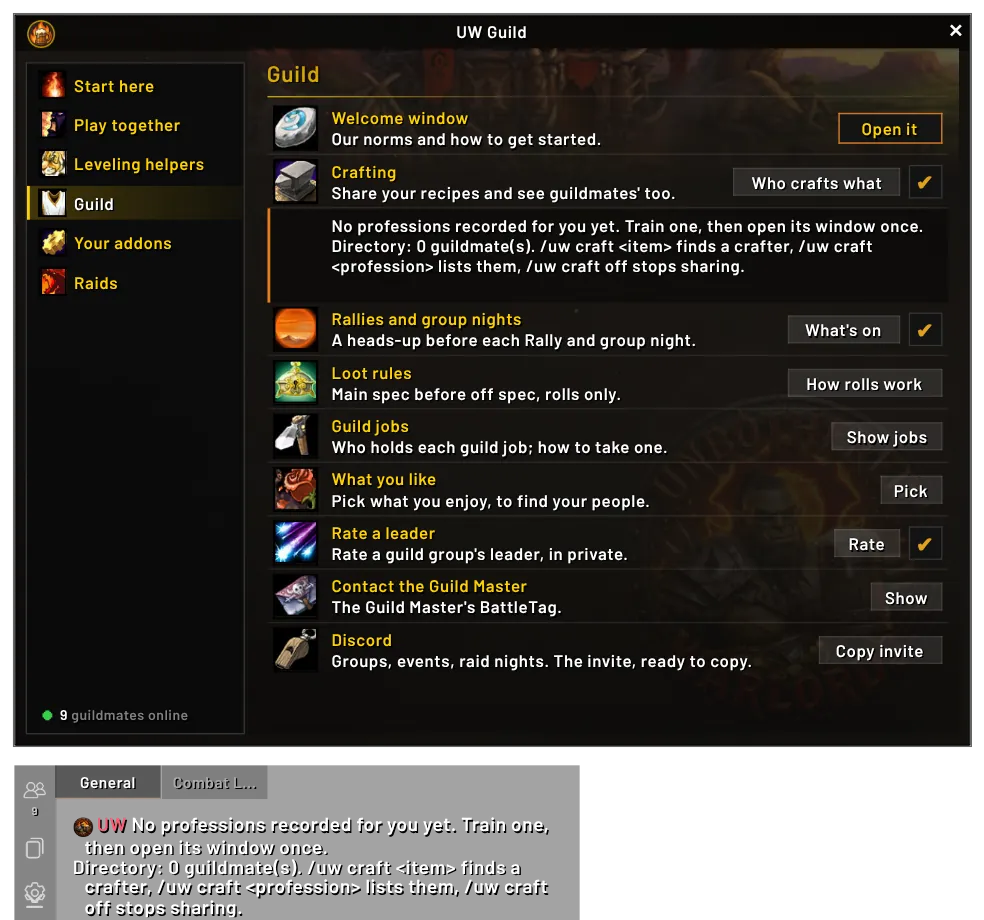 UW Guild
Start here
Play together
Leveling helpers
Guild
Your addons
Raids
9 guildmates online
Guild
Welcome window
Our norms and how to get started.
Open it
Crafting
Share your recipes and see guildmates' too.
Who crafts what
No professions recorded for you yet. Train one, then open its window once.
Directory: 0 guildmate(s). /uw craft <item> finds a crafter, /uw craft
<profession> lists them, /uw craft off stops sharing.
Rallies and group nights
A heads-up before each Rally and group night.
What's on
Loot rules
Main spec before off spec, rolls only.
How rolls work
Guild jobs
Who holds each guild job; how to take one.
Show jobs
What you like
Pick what you enjoy, to find your people.
Pick
Rate a leader
Rate a guild group's leader, in private.
Rate
Contact the Guild Master
The Guild Master's BattleTag.
Show
Discord
Groups, events, raid nights. The invite, ready to copy.
Copy invite
9
General
Combat L...
UW No professions recorded for you yet. Train one,
then open its window once.
Directory: 0 guildmate(s). /uw craft <item> finds a
crafter, /uw craft <profession> lists them, /uw craft
off stops sharing.